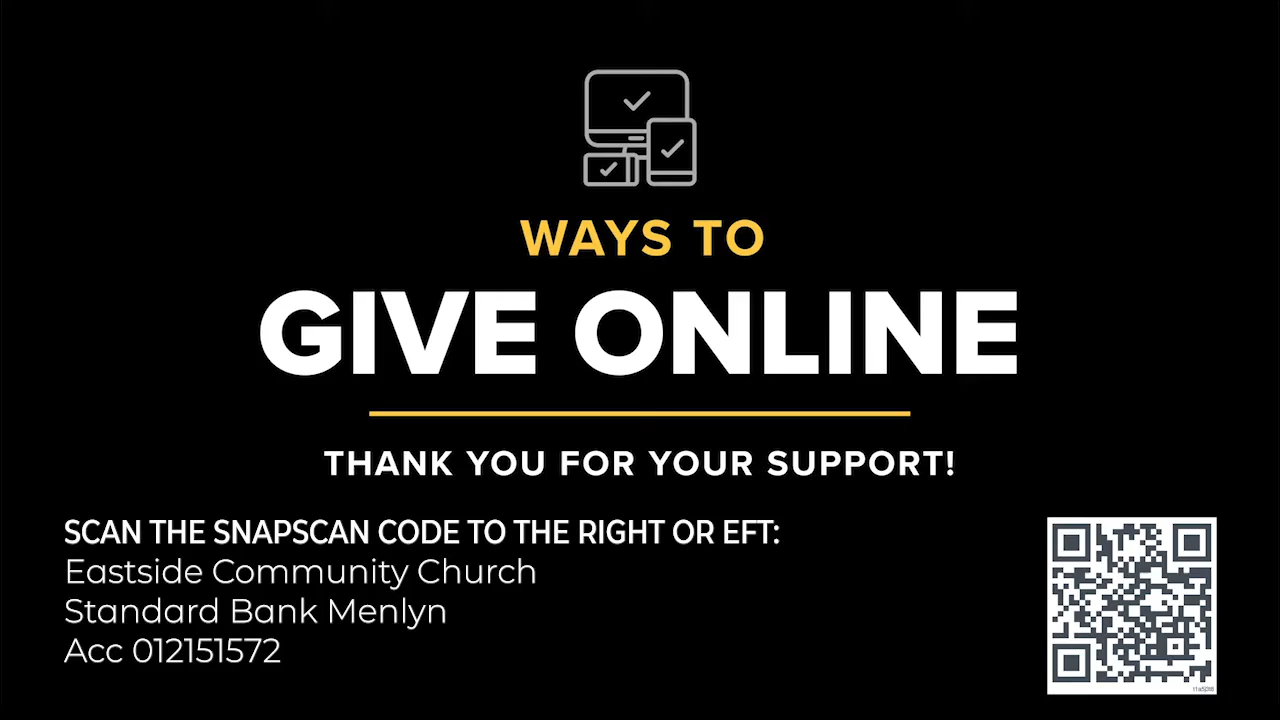 WAYS TO
GIVE ONLINE
THANK YOU FOR YOUR SUPPORT!
SCAN THE SNAPSCAN CODE TO THE RIGHT OR EFT:
Eastside Community Church
Standard Bank Menlyn
Acc 012151572